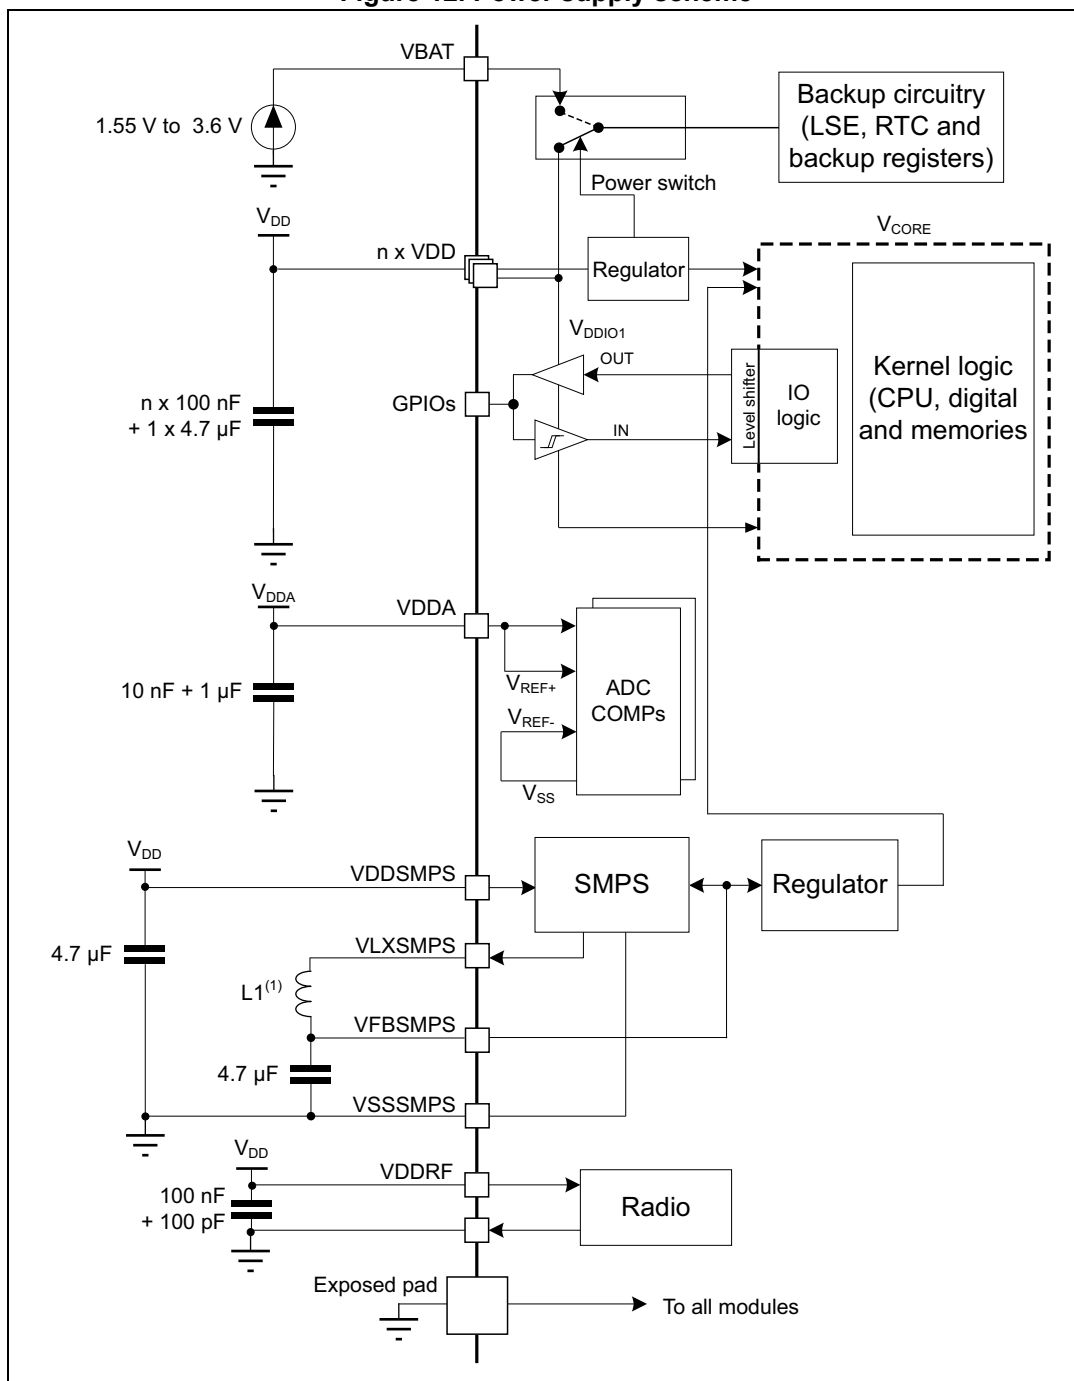 VBAT
1.55 V to 3.6 V
Backup circuitry
(LSE, RTC and
backup registers)
Power switch
VDD
n x VDD
Regulator
VCORE
VDDIO1
OUT
GPIOs
IN
Level shifter
IO
logic
Kernel logic
(CPU, digital
and memories
n x 100 nF
+ 1 x 4.7 µF
VDDA
VDDA
10 nF + 1 µF
VREF+
VREF-
VSS
ADC
COMPs
VDD
VDDSMPS
SMPS
Regulator
4.7 µF
VLXSMPS
L1(1)
VFBSMPS
4.7 µF
VSSSMPS
VDD
VDDRF
100 nF
+ 100 pF
Radio
Exposed pad
To all modules